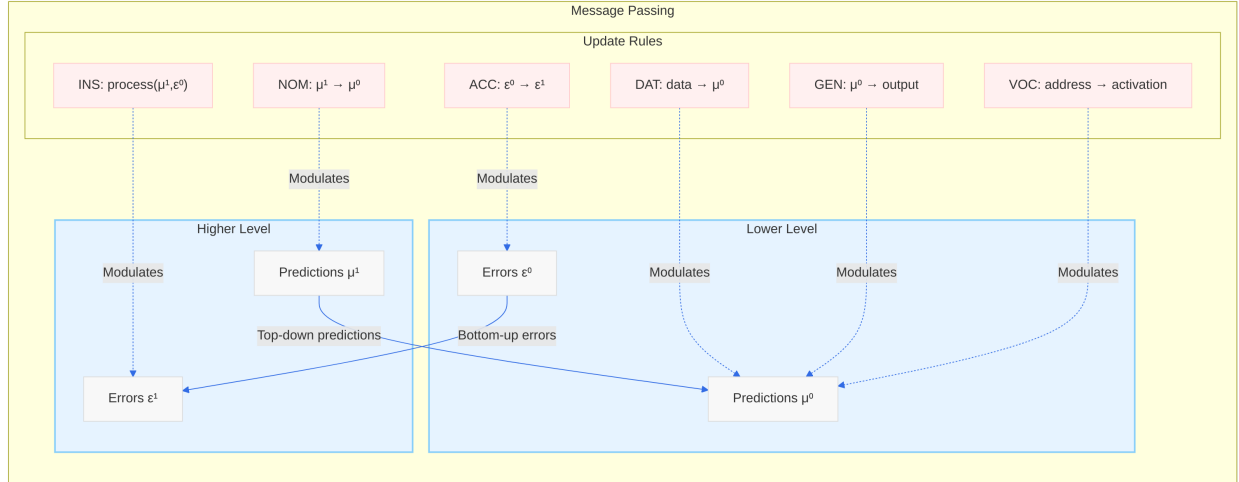 Message Passing
Update Rules
INS: process(μ¹,ε⁰)
NOM: μ¹ → μ⁰
ACC: ε⁰ → ε¹
DAT: data → μ⁰
GEN: μ⁰ → output
VOC: address → activation
Modulates
Modulates
Higher Level
Lower Level
Modulates
Predictions μ¹
Errors ε⁰
Modulates
Modulates
Modulates
Top-down predictions
Bottom-up errors
Errors ε¹
Predictions μ⁰